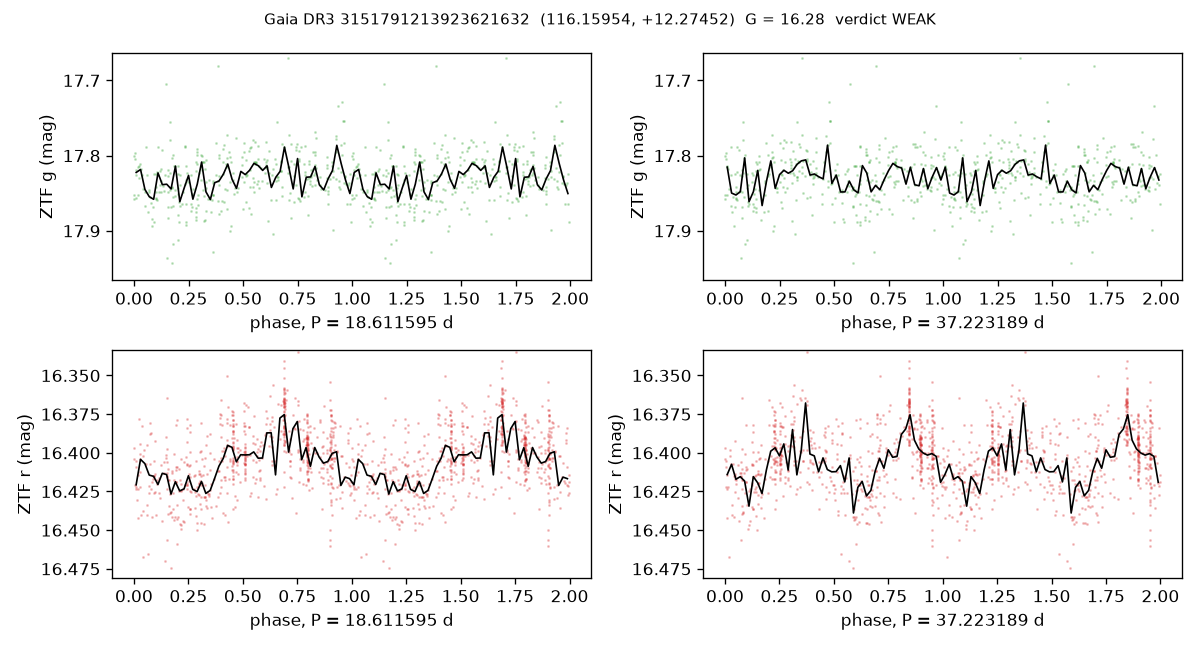 Gaia DR3 3151791213923621632 (116.15954, +12.27452) G = 16.28 verdict WEAK
ZTF g (mag)
17.7
17.8
17.9
0.00 0.25 0.50 0.75 1.00 1.25 1.50 1.75 2.00
phase, P = 18.611595 d
ZTF g (mag)
17.7
17.8
17.9
0.00 0.25 0.50 0.75 1.00 1.25 1.50 1.75 2.00
phase, P = 37.223189 d
ZTF r (mag)
16.350
16.375
16.400
16.425
16.450
16.475
0.00 0.25 0.50 0.75 1.00 1.25 1.50 1.75 2.00
phase, P = 18.611595 d
ZTF r (mag)
16.350
16.375
16.400
16.425
16.450
16.475
0.00 0.25 0.50 0.75 1.00 1.25 1.50 1.75 2.00
phase, P = 37.223189 d